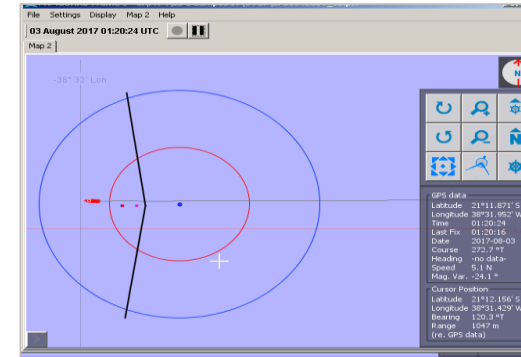 File Settings Display Map 2 Help
03 August 2017 01:20:24 UTC
Map 2
-38° 32' Lon
N
N
GPS data
Latitude 21°11.871' S
Longitude 38°31.952' W
Time 01:20:24
Last Fix 01:20:16
Date 2017-08-03
Course 272.7 °T
Heading -no data-
Speed 5.1 N
Mag. Var. -24.1 °
Cursor Position
Latitude 21°12.156' S
Longitude 38°31.429' W
Bearing 120.3 °T
Range 1047 m
(re. GPS data)